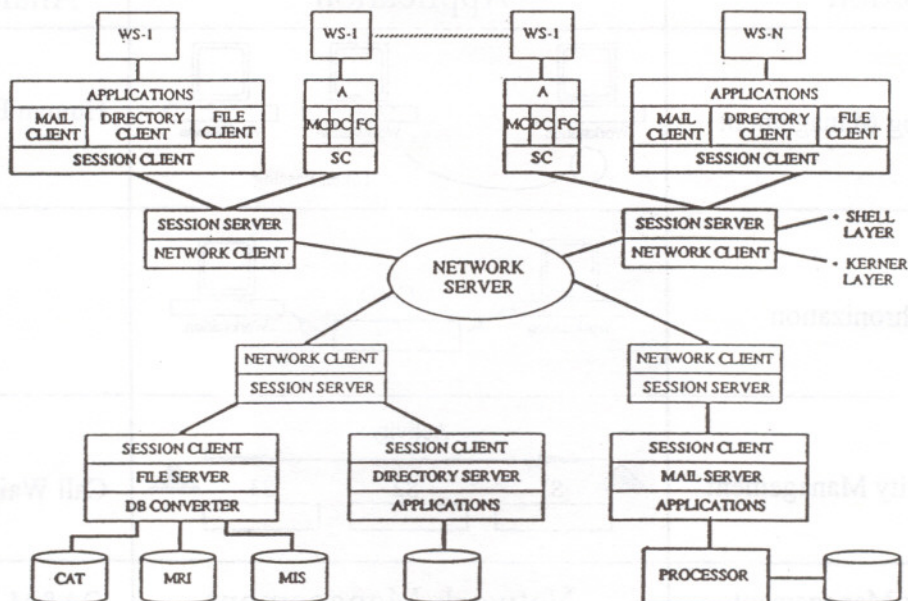 WS-1 WS-1 WS-1 WS-N
APPLICATIONS A A APPLICATIONS
MAIL CLIENT DIRECTORY CLIENT FILE CLIENT MC DC FC MC DC FC MAIL CLIENT DIRECTORY CLIENT FILE CLIENT
SESSION CLIENT SC SC SESSION CLIENT
SESSION SERVER SESSION SERVER • SHELL LAYER
NETWORK CLIENT NETWORK CLIENT • KERNER LAYER
NETWORK
SERVER
NETWORK CLIENT NETWORK CLIENT
SESSION SERVER SESSION SERVER
SESSION CLIENT SESSION CLIENT SESSION CLIENT
FILE SERVER DIRECTORY SERVER MAIL SERVER
DB CONVERTER APPLICATIONS APPLICATIONS
CAT MRI MIS PROCESSOR